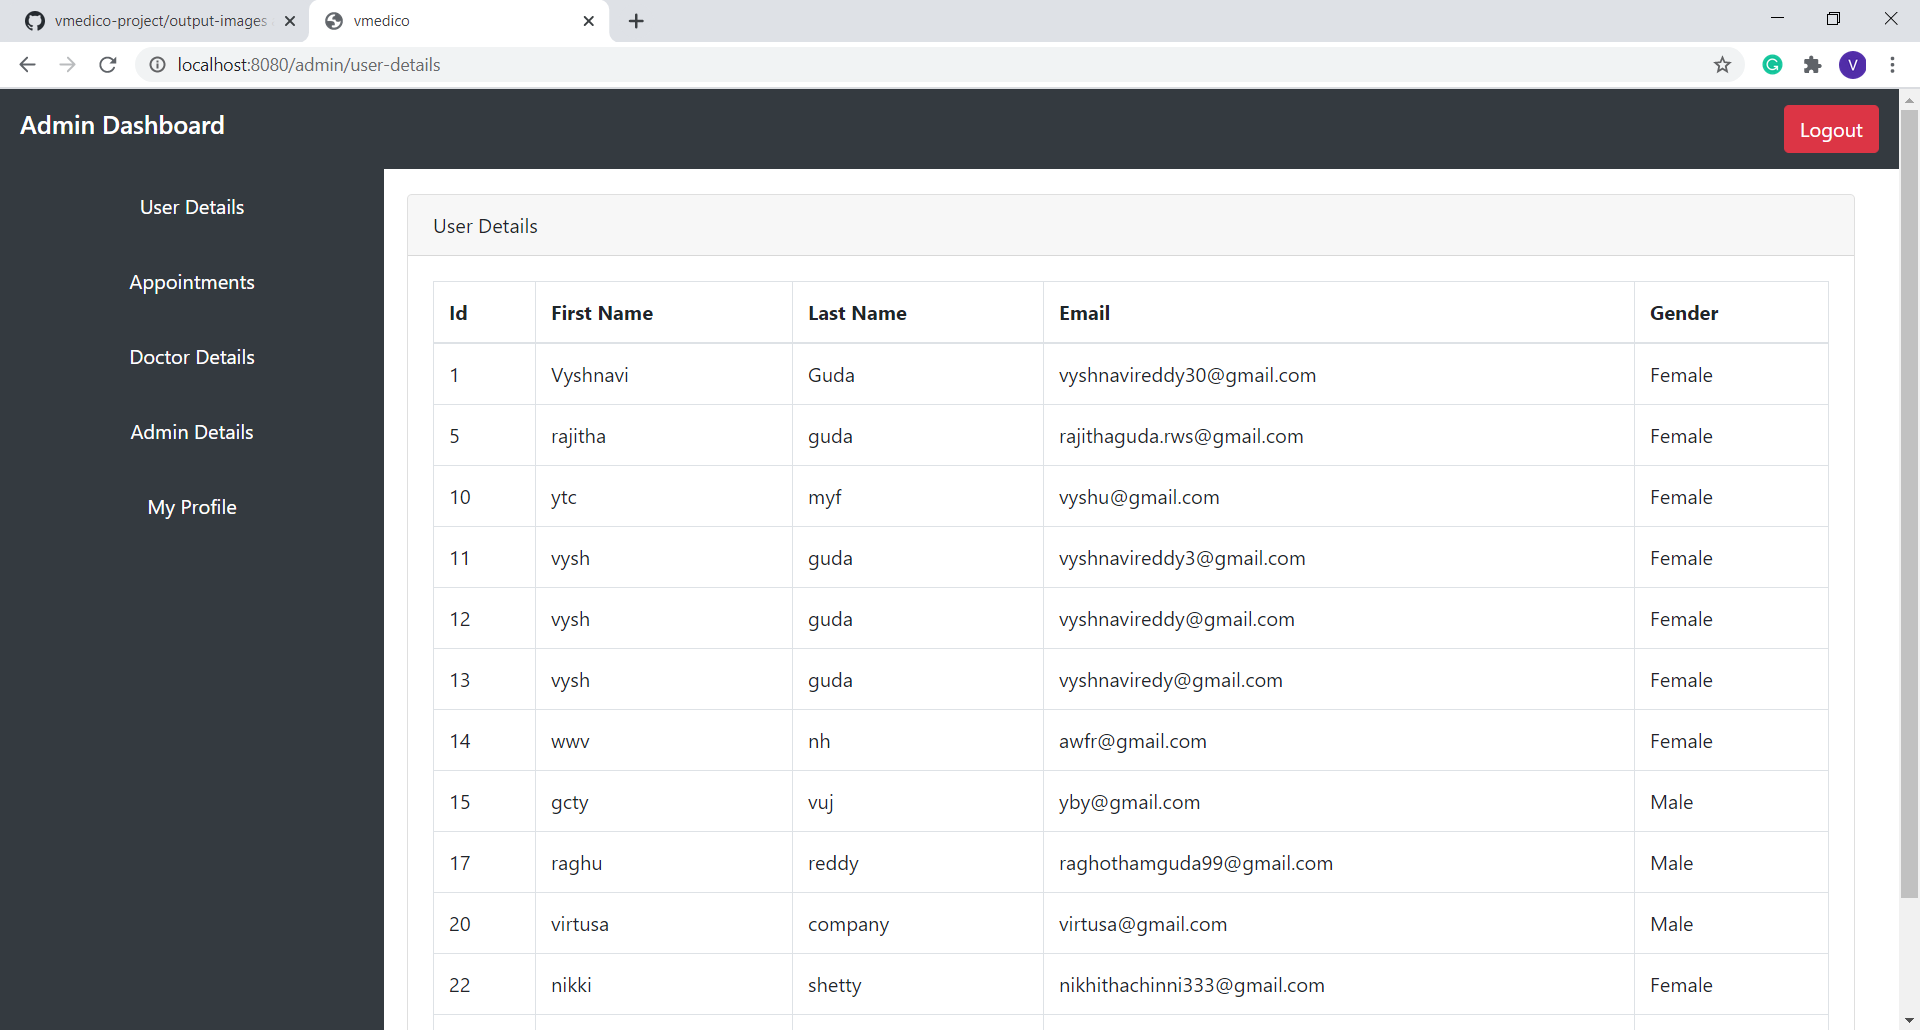 vmedico-project/output-images
vmedico
localhost:8080/admin/user-details
V
Admin Dashboard
Logout
User Details
Appointments
Doctor Details
Admin Details
My Profile
User Details
Id First Name Last Name Email Gender
1 Vyshnavi Guda vyshnavireddy30@gmail.com Female
5 rajitha guda rajithaguda.rws@gmail.com Female
10 ytc myf vyshu@gmail.com Female
11 vysh guda vyshnavireddy3@gmail.com Female
12 vysh guda vyshnavireddy@gmail.com Female
13 vysh guda vyshnaviredy@gmail.com Female
14 wwv nh awfr@gmail.com Female
15 gcty vuj yby@gmail.com Male
17 raghu reddy raghothamguda99@gmail.com Male
20 virtusa company virtusa@gmail.com Male
22 nikki shetty nikhithachinni333@gmail.com Female